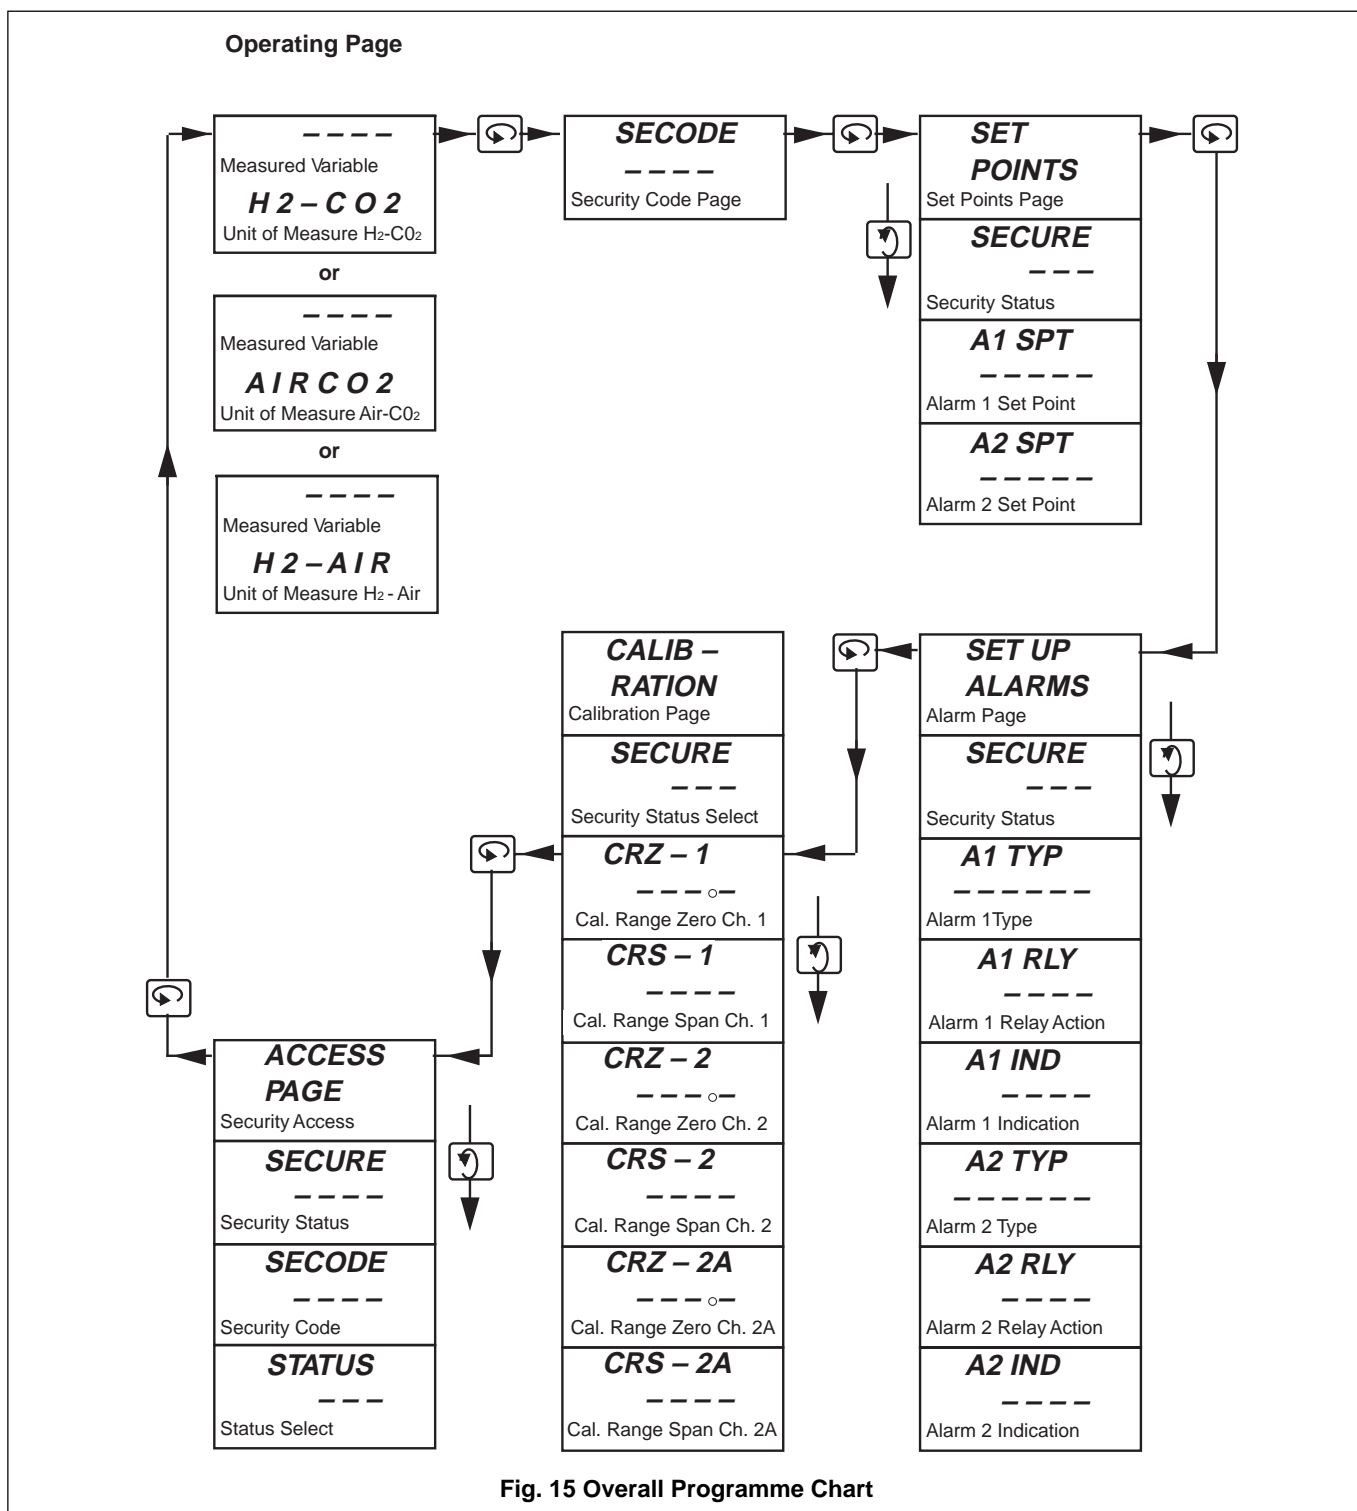 Operating Page
– – – –
Measured Variable
H 2 – C O 2
Unit of Measure H2-C02
or
– – – –
Measured Variable
A I R C O 2
Unit of Measure Air-C02
or
– – – –
Measured Variable
H 2 – A I R
Unit of Measure H2 - Air
SECODE
– – – –
Security Code Page
SET
POINTS
Set Points Page
SECURE
– – –
Security Status
A1 SPT
– – – – –
Alarm 1 Set Point
A2 SPT
– – – – –
Alarm 2 Set Point
SET UP
ALARMS
Alarm Page
SECURE
– – –
Security Status
A1 TYP
– – – – – –
Alarm 1Type
A1 RLY
– – – –
Alarm 1 Relay Action
A1 IND
– – – –
Alarm 1 Indication
A2 TYP
– – – – – –
Alarm 2 Type
A2 RLY
– – – –
Alarm 2 Relay Action
A2 IND
– – – –
Alarm 2 Indication
CALIB –
RATION
Calibration Page
SECURE
– – –
Security Status Select
CRZ – 1
– – – ○ –
Cal. Range Zero Ch. 1
CRS – 1
– – – –
Cal. Range Span Ch. 1
CRZ – 2
– – – ○ –
Cal. Range Zero Ch. 2
CRS – 2
– – – –
Cal. Range Span Ch. 2
CRZ – 2A
– – – ○ –
Cal. Range Zero Ch. 2A
CRS – 2A
– – – –
Cal. Range Span Ch. 2A
ACCESS
PAGE
Security Access
SECURE
– – – –
Security Status
SECODE
– – – –
Security Code
STATUS
– – –
Status Select
Fig. 15 Overall Programme Chart